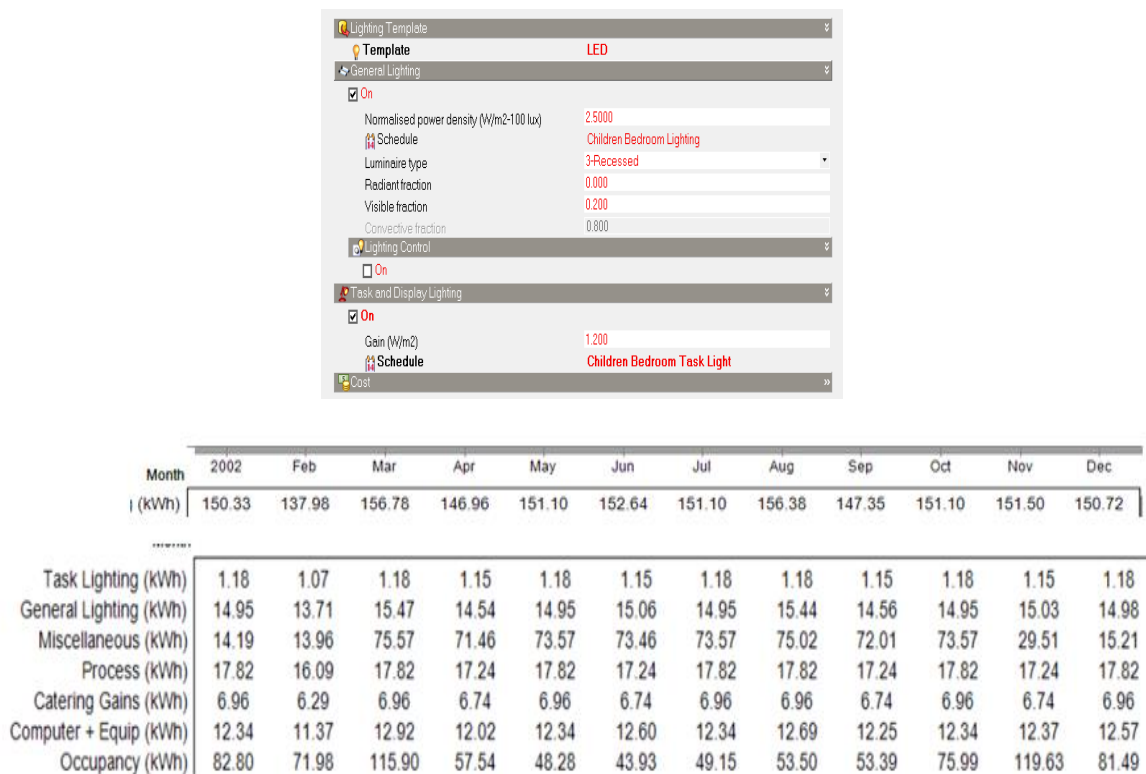 Lighting Template
Template LED
General Lighting
On
Normalised power density (W/m2-100 lux) 2.5000
Schedule Children Bedroom Lighting
Luminaire type 3-Recessed
Radiant fraction 0.000
Visible fraction 0.200
Convective fraction 0.800
Lighting Control
On
Task and Display Lighting
On
Gain (W/m2) 1.200
Schedule Children Bedroom Task Light
Cost
Month 2002 Feb Mar Apr May Jun Jul Aug Sep Oct Nov Dec
(kWh) 150.33 137.98 156.78 146.96 151.10 152.64 151.10 156.38 147.35 151.10 151.50 150.72
Task Lighting (kWh) 1.18 1.07 1.18 1.15 1.18 1.15 1.18 1.18 1.15 1.18 1.15 1.18
General Lighting (kWh) 14.95 13.71 15.47 14.54 14.95 15.06 14.95 15.44 14.56 14.95 15.03 14.98
Miscellaneous (kWh) 14.19 13.96 75.57 71.46 73.57 73.46 73.57 75.02 72.01 73.57 29.51 15.21
Process (kWh) 17.82 16.09 17.82 17.24 17.82 17.24 17.82 17.82 17.24 17.82 17.24 17.82
Catering Gains (kWh) 6.96 6.29 6.96 6.74 6.96 6.74 6.96 6.96 6.74 6.96 6.74 6.96
Computer + Equip (kWh) 12.34 11.37 12.92 12.02 12.34 12.60 12.34 12.69 12.25 12.34 12.37 12.57
Occupancy (kWh) 82.80 71.98 115.90 57.54 48.28 43.93 49.15 53.50 53.39 75.99 119.63 81.49